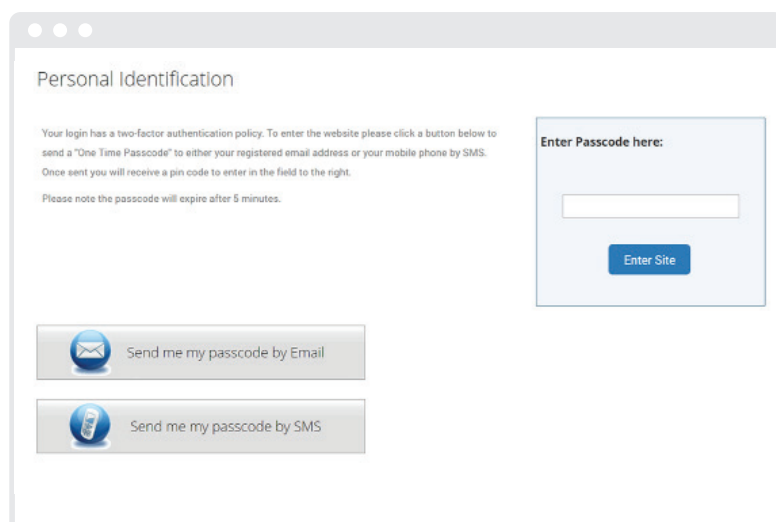 Personal Identification
Your login has a two-factor authentication policy. To enter the website please click a button below to
send a "One Time Passcode" to either your registered email address or your mobile phone by SMS.
Once sent you will receive a pin code to enter in the field to the right.
Please note the passcode will expire after 5 minutes.
Enter Passcode here:
Enter Site
Send me my passcode by Email
Send me my passcode by SMS